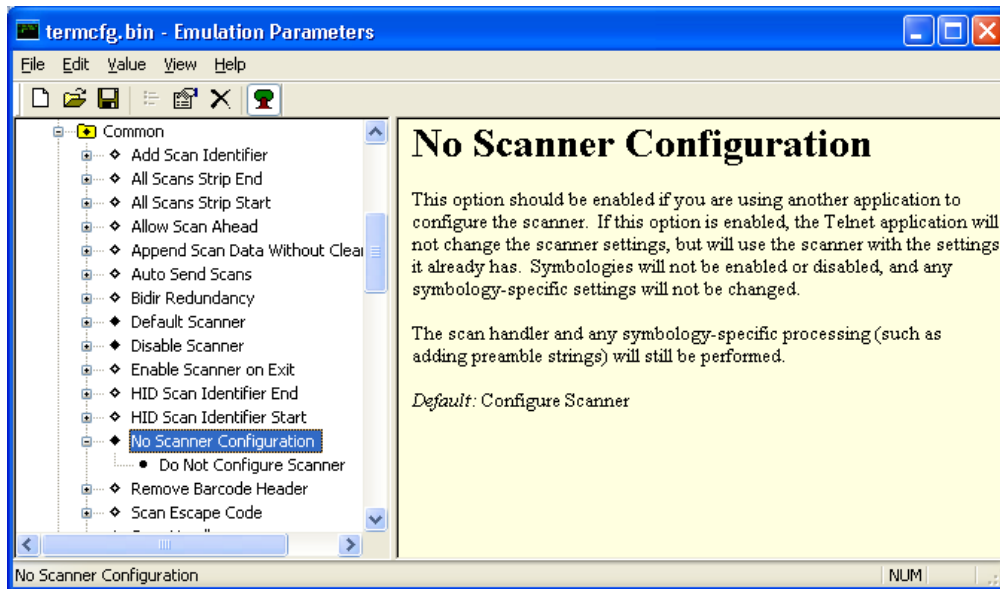 termcfg.bin - Emulation Parameters
File Edit Value View Help
Common
Add Scan Identifier
All Scans Strip End
All Scans Strip Start
Allow Scan Ahead
Append Scan Data Without Clear
Auto Send Scans
Bidir Redundancy
Default Scanner
Disable Scanner
Enable Scanner on Exit
HID Scan Identifier End
HID Scan Identifier Start
No Scanner Configuration
Do Not Configure Scanner
Remove Barcode Header
Scan Escape Code
No Scanner Configuration
This option should be enabled if you are using another application to
configure the scanner. If this option is enabled, the Telnet application will
not change the scanner settings, but will use the scanner with the settings
it already has. Symbologies will not be enabled or disabled, and any
symbology-specific settings will not be changed.
The scan handler and any symbology-specific processing (such as
adding preamble strings) will still be performed.
Default: Configure Scanner
No Scanner Configuration
NUM